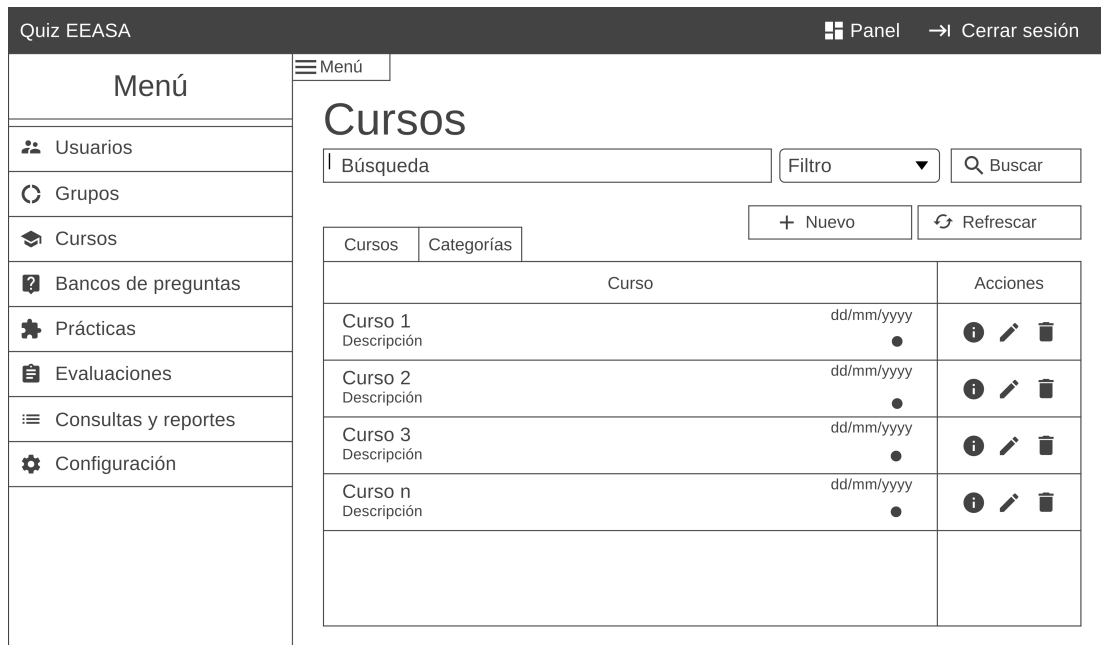 Quiz EEASA
Panel
Cerrar sesión
Menú
Usuarios
Grupos
Cursos
Bancos de preguntas
Prácticas
Evaluaciones
Consultas y reportes
Configuración
Menú
Cursos
Búsqueda
Filtro
Buscar
Nuevo
Refrescar
Cursos
Categorías
Curso
Acciones
Curso 1
Descripción
dd/mm/yyyy
Curso 2
Descripción
dd/mm/yyyy
Curso 3
Descripción
dd/mm/yyyy
Curso n
Descripción
dd/mm/yyyy